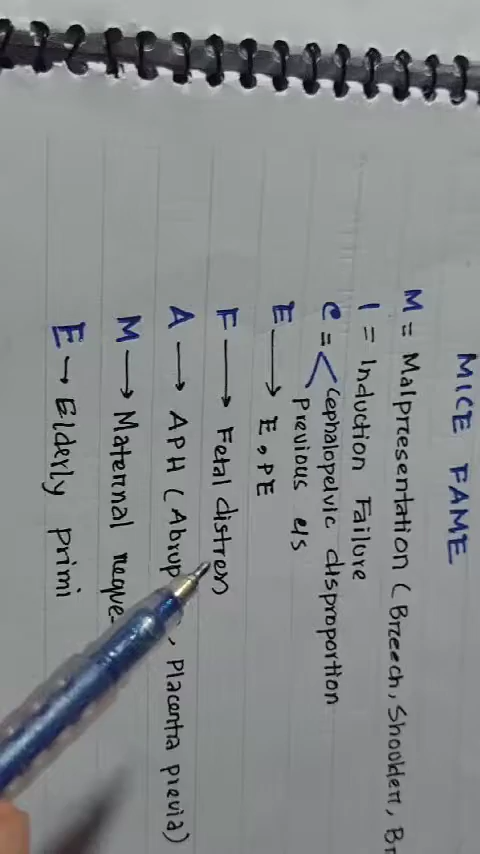 MICE FAME
M = Malpresentation (Breech, Shoulder, Br
I = Induction Failure
C = < Cephalopelvic disproportion
Previous c/s
E → E, PE
F → Fetal distress
A → APH (Abrup , Placenta previa)
M → Maternal reque
E → Elderly primi